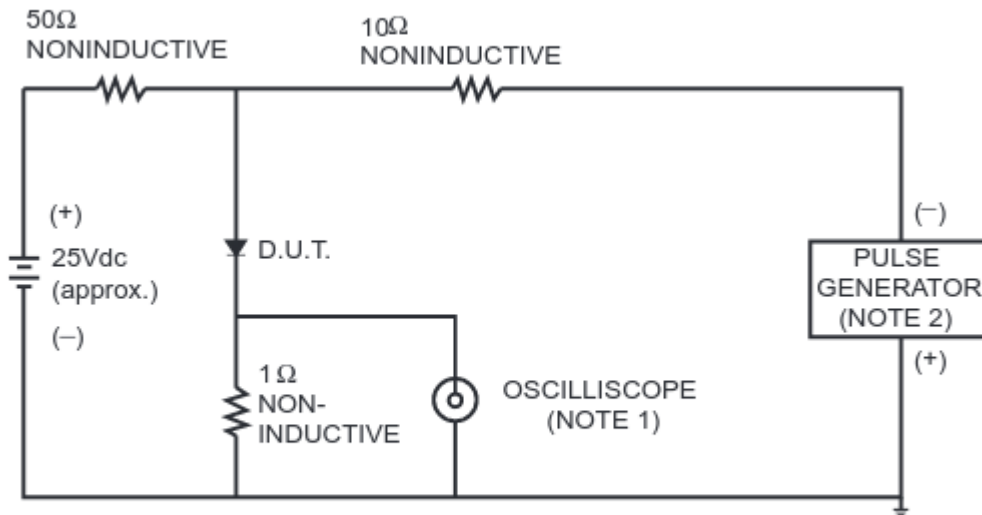 50Ω
NONINDUCTIVE
10Ω
NONINDUCTIVE
(+)
25Vdc
(approx.)
(−)
D.U.T.
1Ω
NON-
INDUCTIVE
OSCILLISCOPE
(NOTE 1)
(−)
PULSE
GENERATOR
(NOTE 2)
(+)